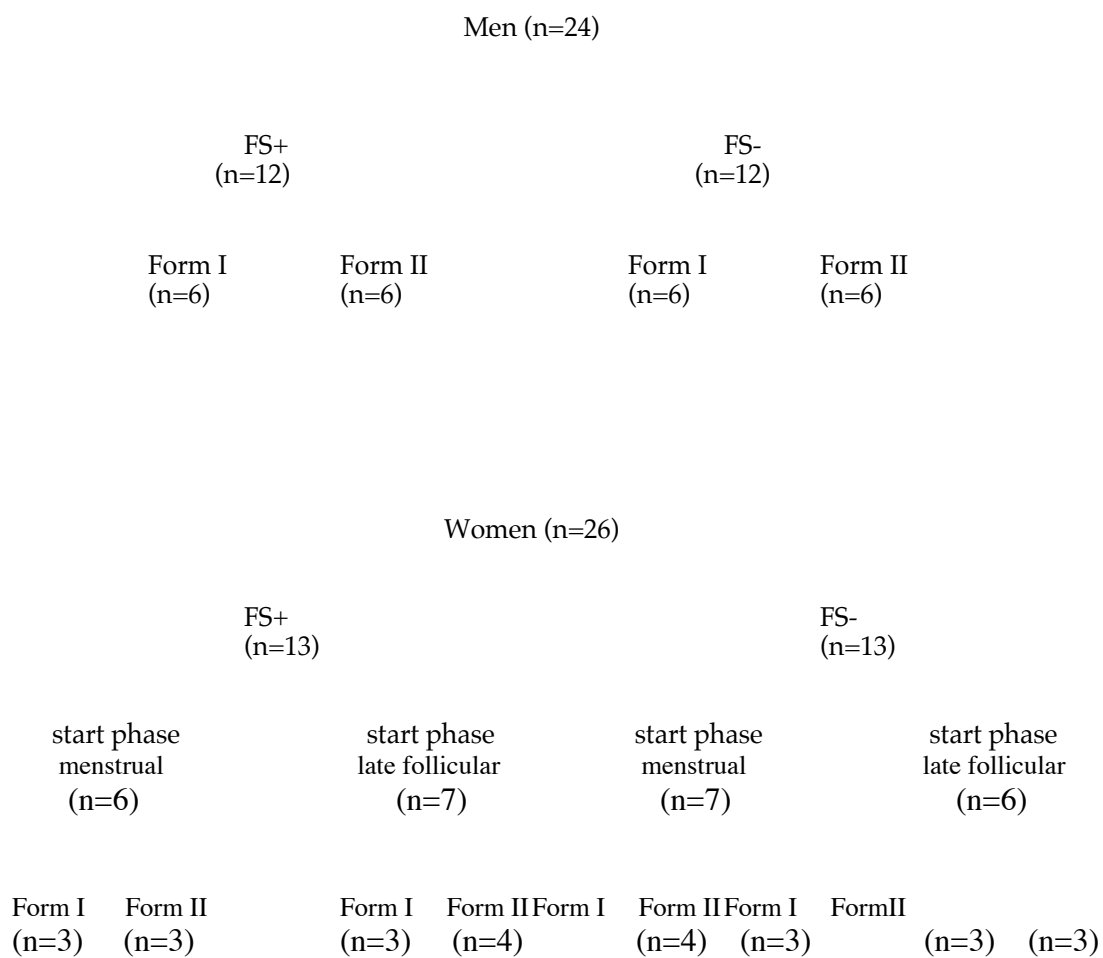 Men (n=24)
FS+ FS-
(n=12) (n=12)
Form I Form II Form I Form II
(n=6) (n=6) (n=6) (n=6)
Women (n=26)
FS+ FS-
(n=13) (n=13)
start phase start phase start phase start phase
menstrual late follicular menstrual late follicular
(n=6) (n=7) (n=7) (n=6)
Form I Form II Form I Form II Form I Form II Form I FormII
(n=3) (n=3) (n=3) (n=4) (n=4) (n=3) (n=3) (n=3)